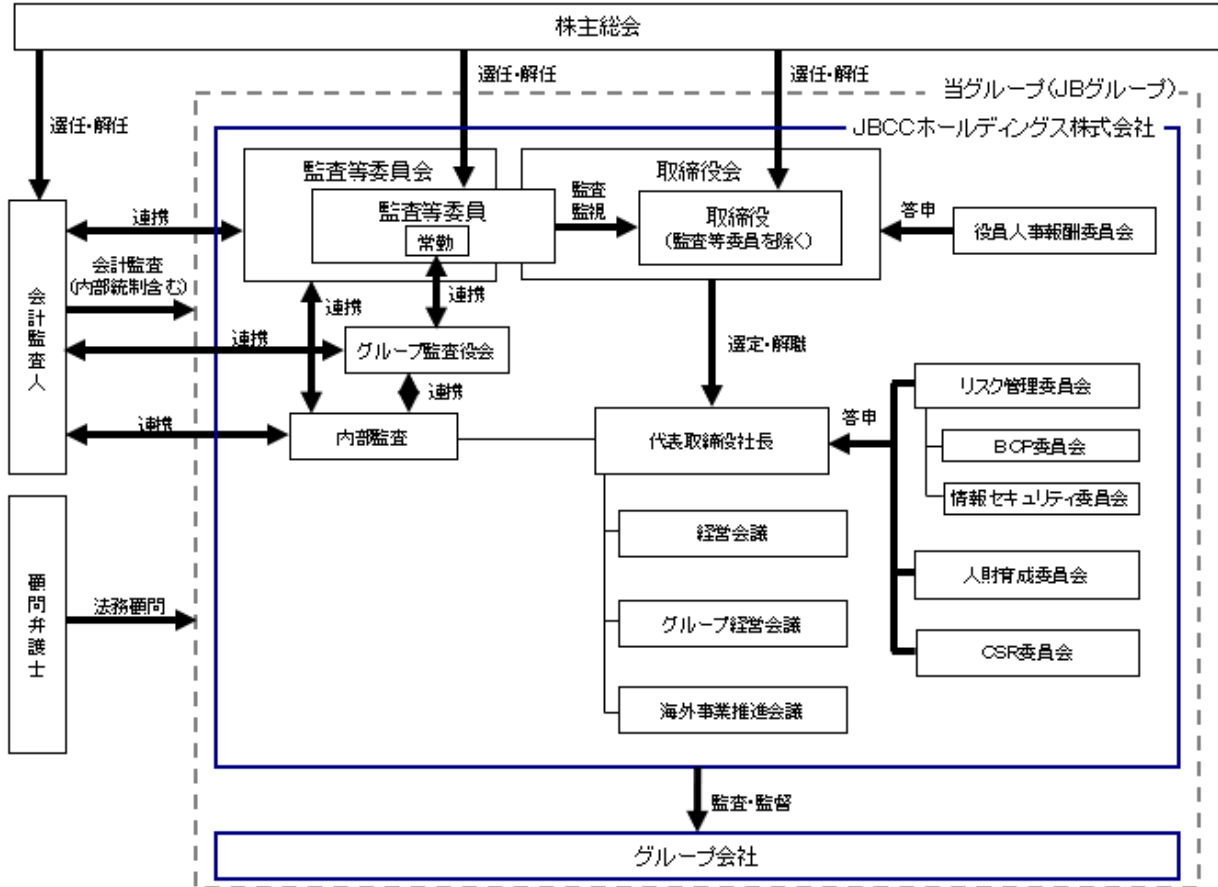 株主総会
選任・解任
選任・解任
選任・解任
当グループ(JBグループ)
JBCCホールディングス株式会社
監査等委員会
取締役会
監査等委員
常勤
監査
監視
取締役
(監査等委員を除く)
答申
役員人事報酬委員会
連携
会計監査
(内部統制含む)
会計監査人
連携
連携
連携
グループ監査役会
選定・解職
連携
連携
内部監査
代表取締役社長
答申
リスク管理委員会
BCP委員会
情報セキュリティ委員会
経営会議
人財育成委員会
顧問弁護士
法務顧問
グループ経営会議
CSR委員会
海外事業推進会議
監査・監督
グループ会社